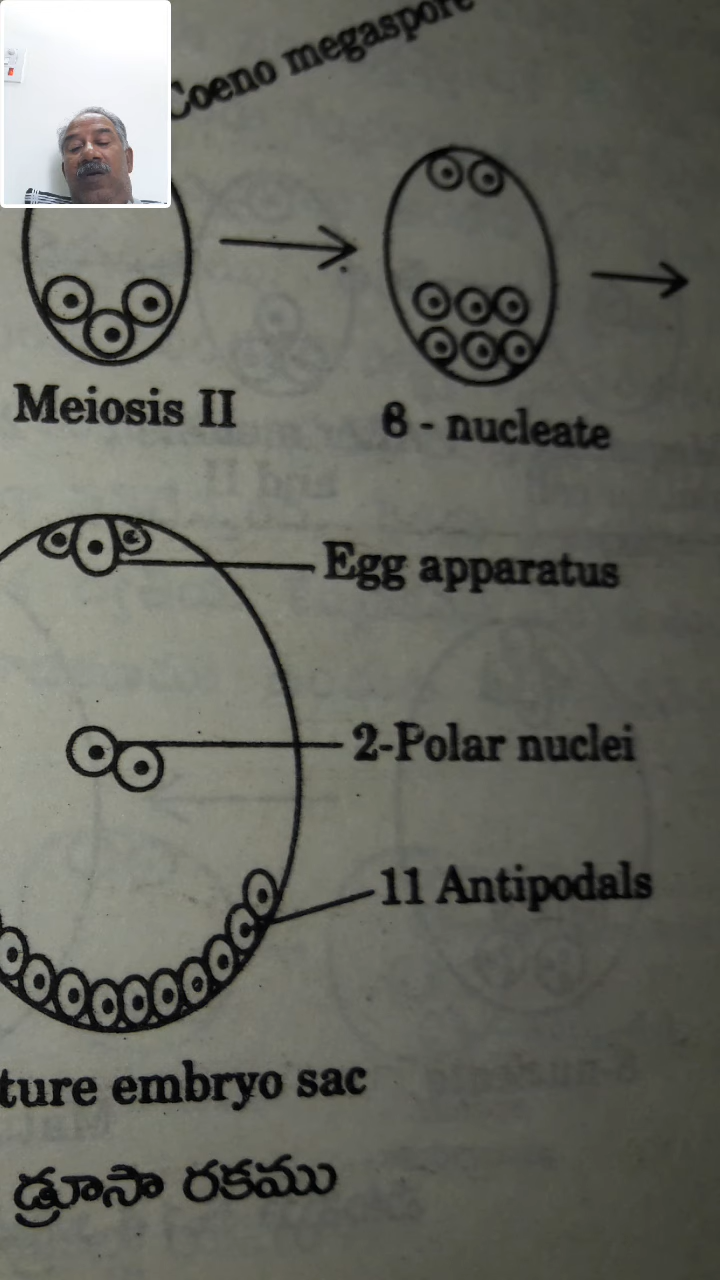 Coeno megaspore
Meiosis II
8 - nucleate
Egg apparatus
2-Polar nuclei
11 Antipodals
ture embryo sac
డ్రూసా రకము